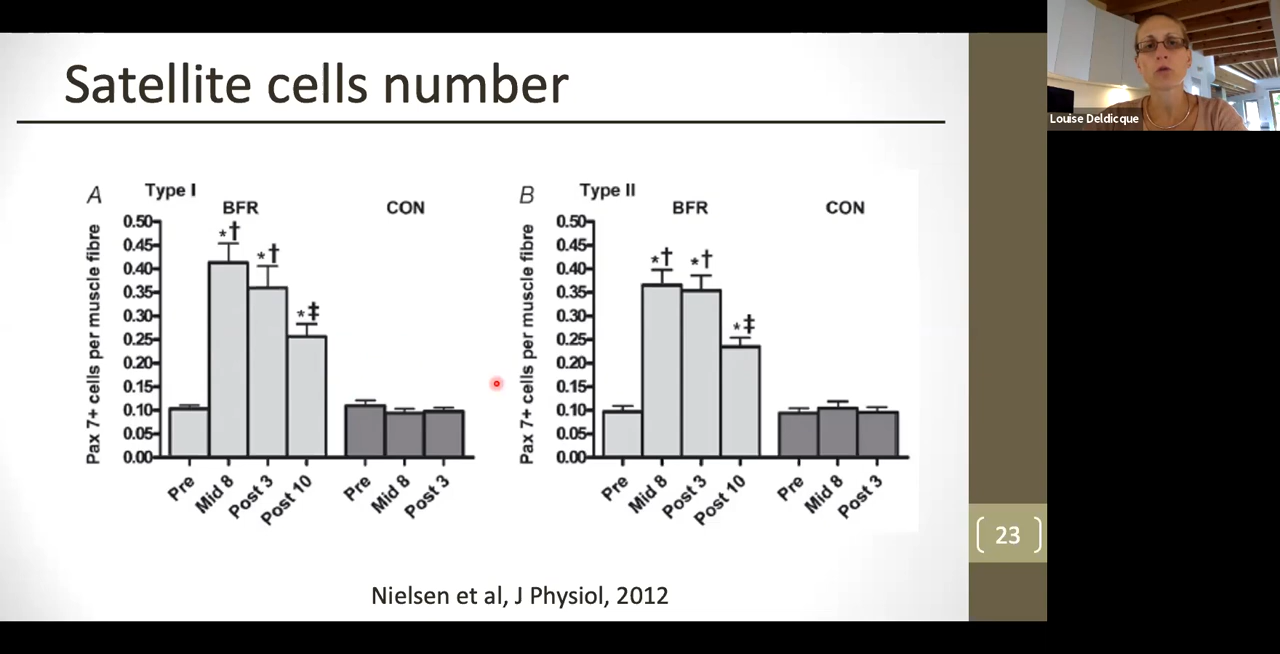 Satellite cells number
A Type I
BFR CON
Pax 7+ cells per muscle fibre
0.50
0.45
0.40
0.35
0.30
0.25
0.20
0.15
0.10
0.05
0.00
*† *† *‡
Pre Mid 8 Post 3 Post 10 Pre Mid 8 Post 3
B Type II
BFR CON
Pax 7+ cells per muscle fibre
0.50
0.45
0.40
0.35
0.30
0.25
0.20
0.15
0.10
0.05
0.00
*† *† *‡
Pre Mid 8 Post 3 Post 10 Pre Mid 8 Post 3
Nielsen et al, J Physiol, 2012
23
Louise Deldicque